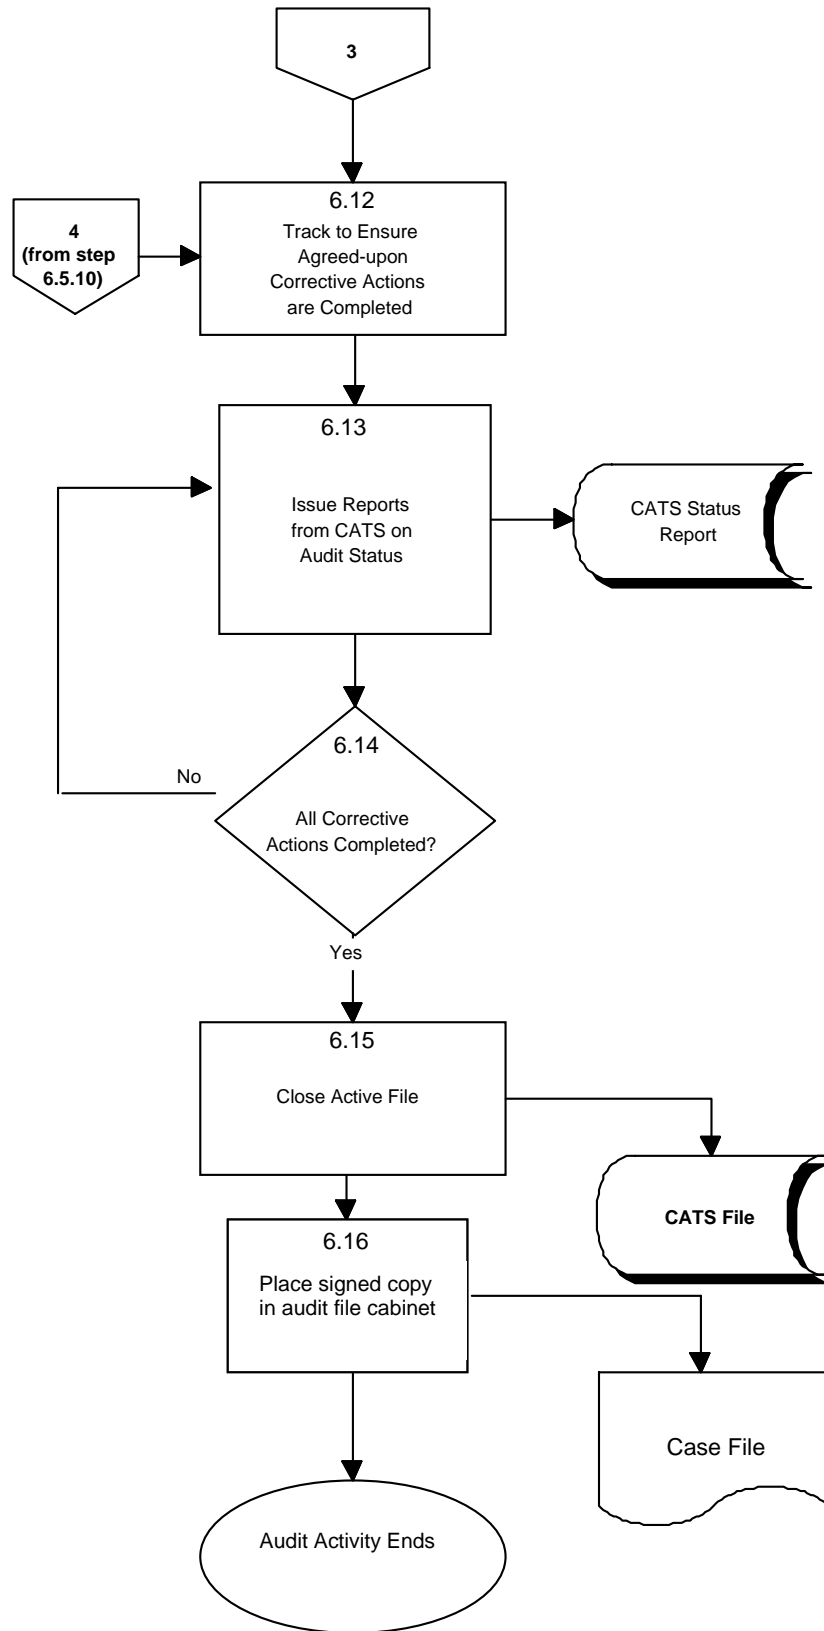 3
4
(from step
6.5.10)
6.12
Track to Ensure
Agreed-upon
Corrective Actions
are Completed
6.13
Issue Reports
from CATS on
Audit Status
CATS Status
Report
6.14
All Corrective
Actions Completed?
No
Yes
6.15
Close Active File
CATS File
6.16
Place signed copy
in audit file cabinet
Case File
Audit Activity Ends